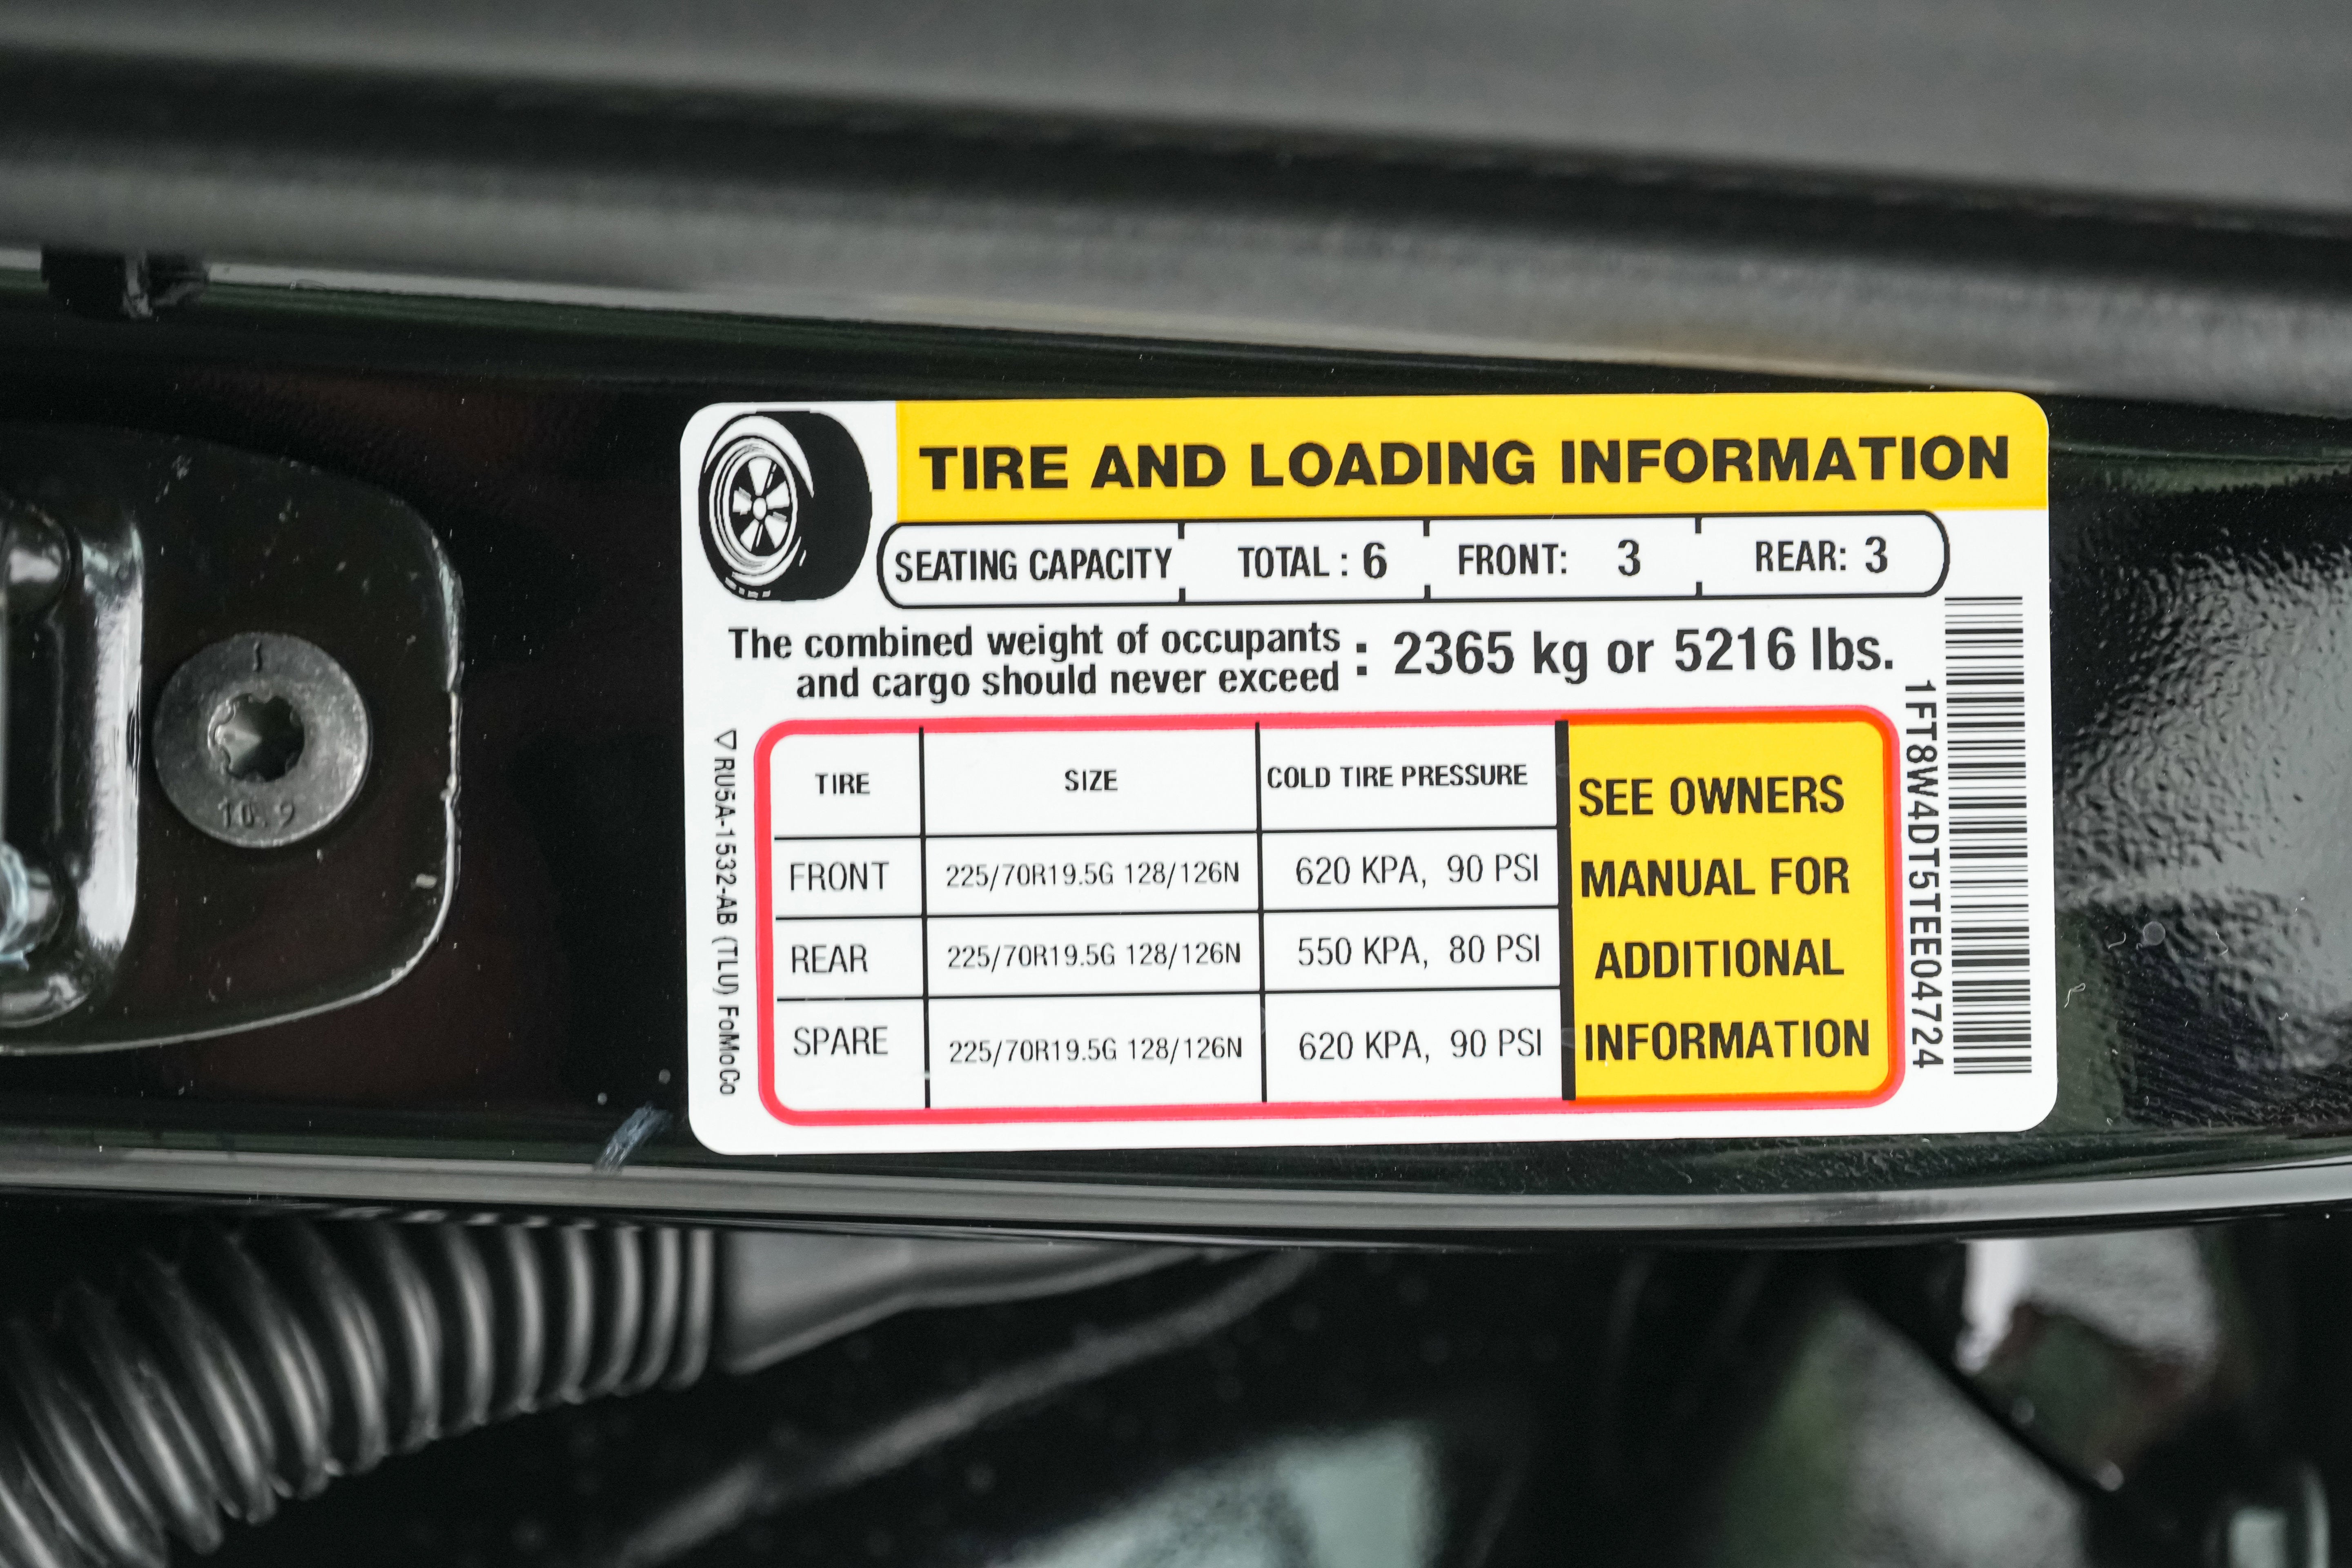 TIRE AND LOADING INFORMATION
SEATING CAPACITY TOTAL : 6 FRONT: 3 REAR: 3
The combined weight of occupants
and cargo should never exceed : 2365 kg or 5216 lbs.
TIRE SIZE COLD TIRE PRESSURE
FRONT 225/70R19.5G 128/126N 620 KPA, 90 PSI
REAR 225/70R19.5G 128/126N 550 KPA, 80 PSI
SPARE 225/70R19.5G 128/126N 620 KPA, 90 PSI
SEE OWNERS
MANUAL FOR
ADDITIONAL
INFORMATION
▽ RU5A-1532-AB (TLU) FoMoCo
1FT8W4DT5TEE04724
10.9